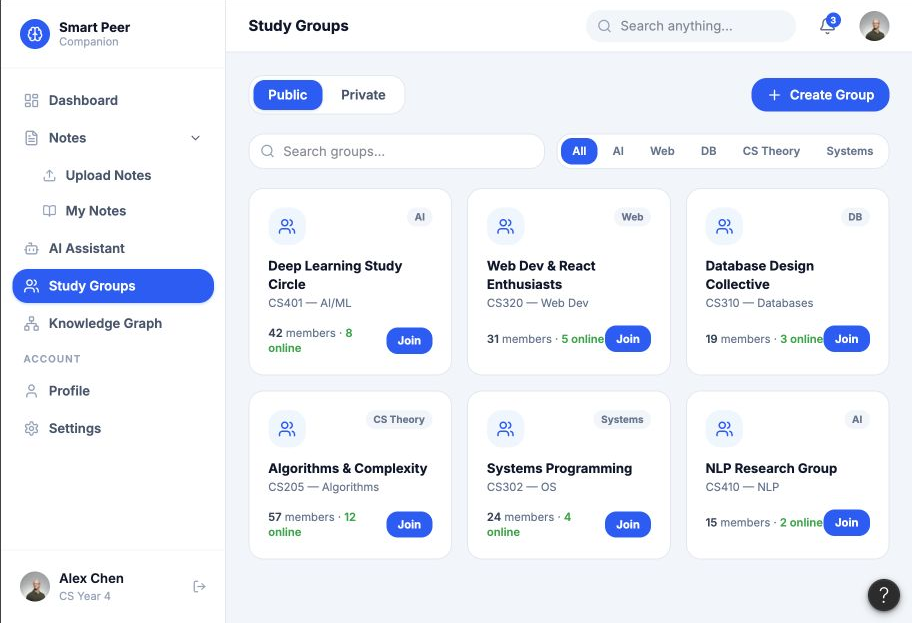 Smart Peer
Companion
Dashboard
Notes
Upload Notes
My Notes
AI Assistant
Study Groups
Knowledge Graph
ACCOUNT
Profile
Settings
Alex Chen
CS Year 4
Study Groups
Search anything...
3
Public
Private
+ Create Group
Search groups...
All
AI
Web
DB
CS Theory
Systems
AI
Deep Learning Study
Circle
CS401 — AI/ML
42 members · 8
online
Join
Web
Web Dev & React
Enthusiasts
CS320 — Web Dev
31 members · 5 online
Join
DB
Database Design
Collective
CS310 — Databases
19 members · 3 online
Join
CS Theory
Algorithms & Complexity
CS205 — Algorithms
57 members · 12
online
Join
Systems
Systems Programming
CS302 — OS
24 members · 4
online
Join
AI
NLP Research Group
CS410 — NLP
15 members · 2 online
Join
?